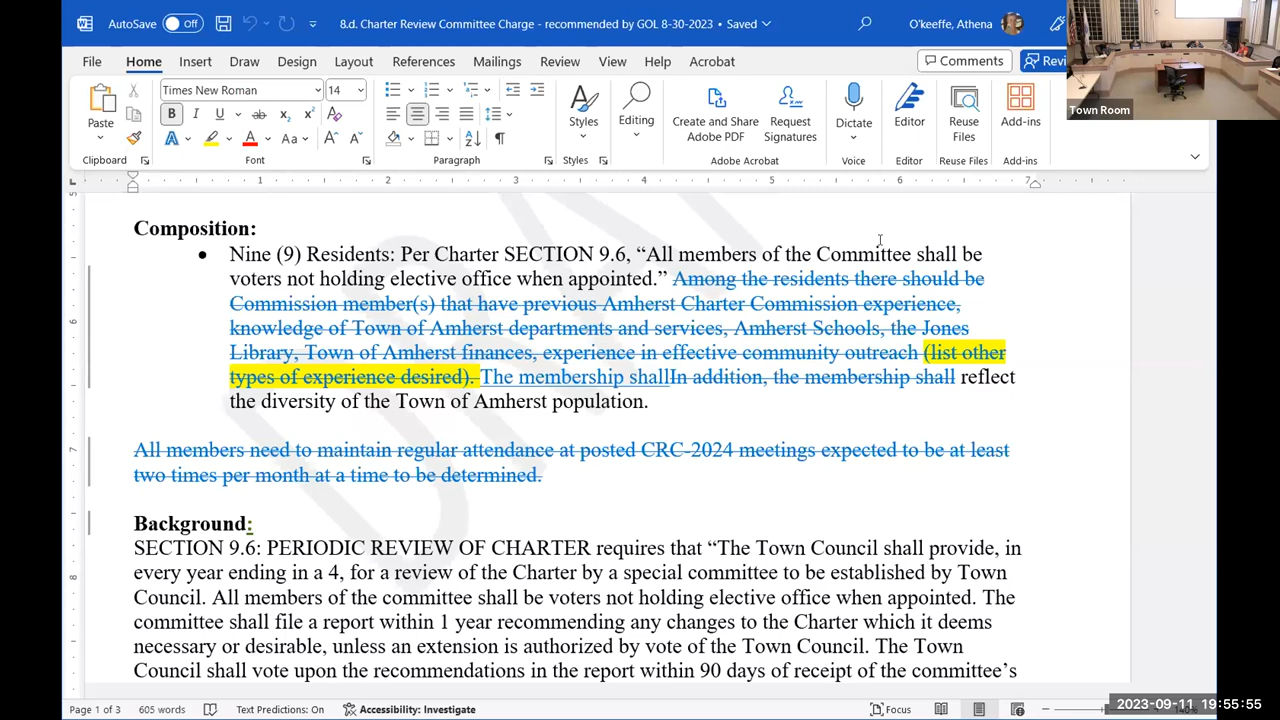 AutoSave Off 8.d. Charter Review Committee Charge - recommended by GOL 8-30-2023 • Saved O'keeffe, Athena
File Home Insert Draw Design Layout References Mailings Review View Help Acrobat Comments Revi
Times New Roman 14
Paste
B I U ab x₂ x²
A A Aa A A
Styles Editing Create and Share Adobe PDF Request Signatures Dictate Editor Reuse Files Add-ins
Clipboard Font Paragraph Styles Adobe Acrobat Voice Editor Reuse Files Add-ins
Town Room
1 2 3 4 5 6 7
Composition:
• Nine (9) Residents: Per Charter SECTION 9.6, “All members of the Committee shall be
voters not holding elective office when appointed.” Among the residents there should be
Commission member(s) that have previous Amherst Charter Commission experience,
knowledge of Town of Amherst departments and services, Amherst Schools, the Jones
Library, Town of Amherst finances, experience in effective community outreach (list other
types of experience desired). The membership shallIn addition, the membership shall reflect
the diversity of the Town of Amherst population.
All members need to maintain regular attendance at posted CRC-2024 meetings expected to be at least
two times per month at a time to be determined.
Background:
SECTION 9.6: PERIODIC REVIEW OF CHARTER requires that “The Town Council shall provide, in
every year ending in a 4, for a review of the Charter by a special committee to be established by Town
Council. All members of the committee shall be voters not holding elective office when appointed. The
committee shall file a report within 1 year recommending any changes to the Charter which it deems
necessary or desirable, unless an extension is authorized by vote of the Town Council. The Town
Council shall vote upon the recommendations in the report within 90 days of receipt of the committee’s
Page 1 of 3 605 words Text Predictions: On Accessibility: Investigate Focus
2023-09-11 19:55:55